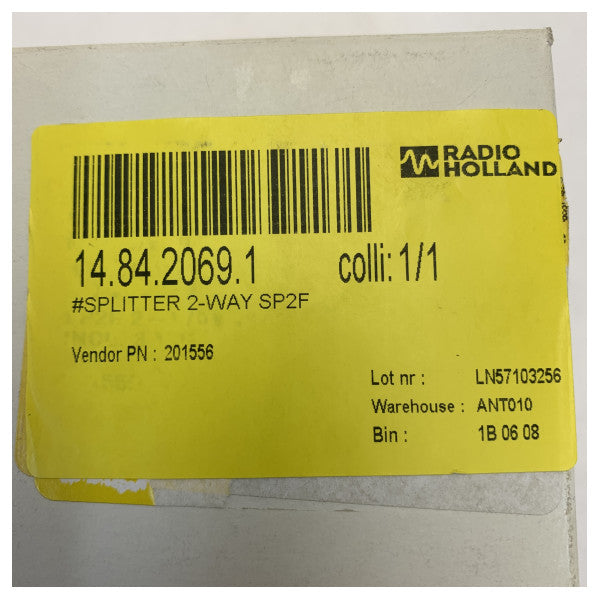 RADIO
HOLLAND
14.84.2069.1 colli: 1/1
#SPLITTER 2-WAY SP2F
Vendor PN : 201556
Lot nr : LN57103256
Warehouse : ANT010
Bin : 1B 06 08